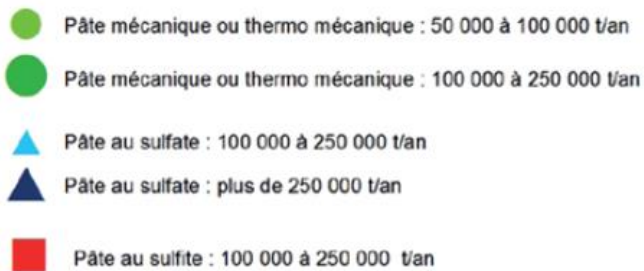 Pâte mécanique ou thermo mécanique : 50 000 à 100 000 t/an
Pâte mécanique ou thermo mécanique : 100 000 à 250 000 t/an
Pâte au sulfate : 100 000 à 250 000 t/an
Pâte au sulfate : plus de 250 000 t/an
Pâte au sulfite : 100 000 à 250 000 t/an